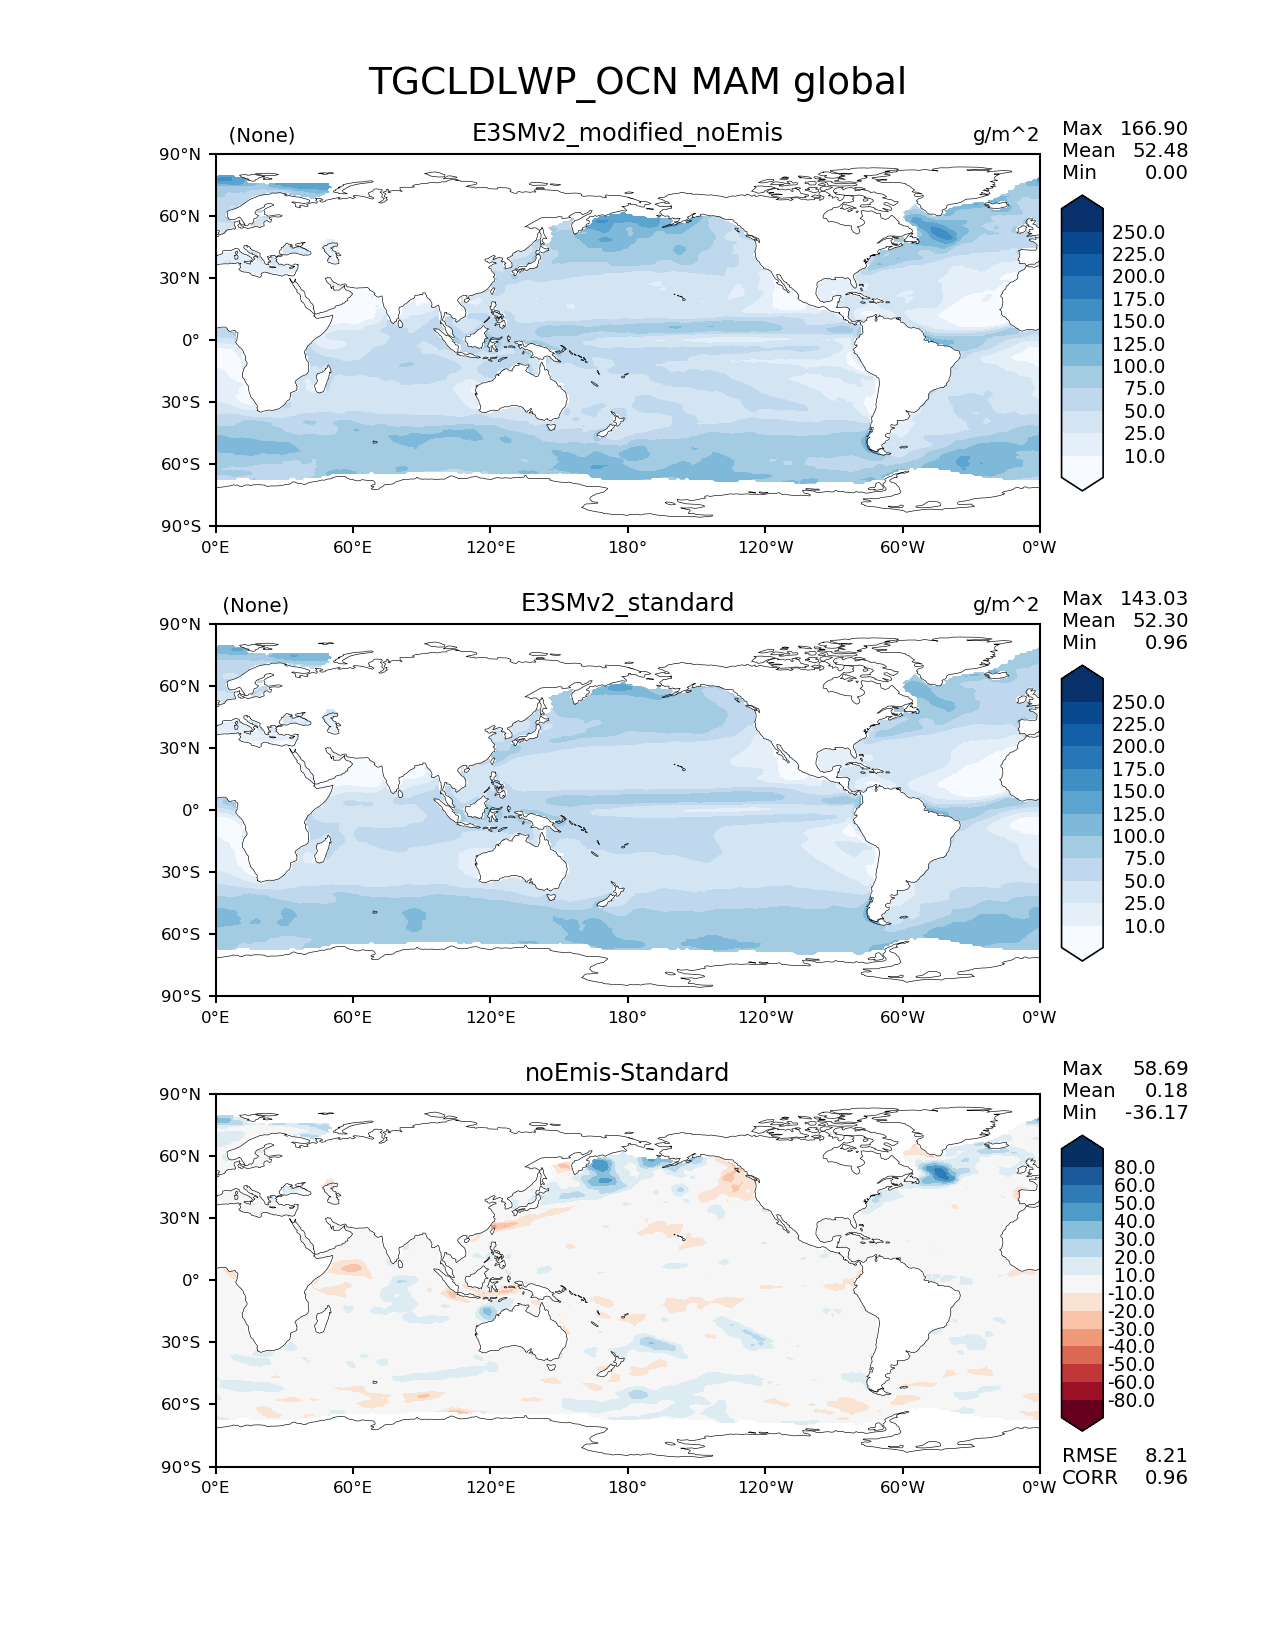 TGCLDLWP_OCN MAM global
(None) E3SMv2_modified_noEmis g/m^2
Max 166.90
Mean 52.48
Min 0.00
90°N
60°N
30°N
0°
30°S
60°S
90°S
0°E 60°E 120°E 180° 120°W 60°W 0°W
250.0
225.0
200.0
175.0
150.0
125.0
100.0
75.0
50.0
25.0
10.0
(None) E3SMv2_standard g/m^2
Max 143.03
Mean 52.30
Min 0.96
90°N
60°N
30°N
0°
30°S
60°S
90°S
0°E 60°E 120°E 180° 120°W 60°W 0°W
250.0
225.0
200.0
175.0
150.0
125.0
100.0
75.0
50.0
25.0
10.0
noEmis-Standard
Max 58.69
Mean 0.18
Min -36.17
90°N
60°N
30°N
0°
30°S
60°S
90°S
0°E 60°E 120°E 180° 120°W 60°W 0°W
80.0
60.0
50.0
40.0
30.0
20.0
10.0
-10.0
-20.0
-30.0
-40.0
-50.0
-60.0
-80.0
RMSE 8.21
CORR 0.96